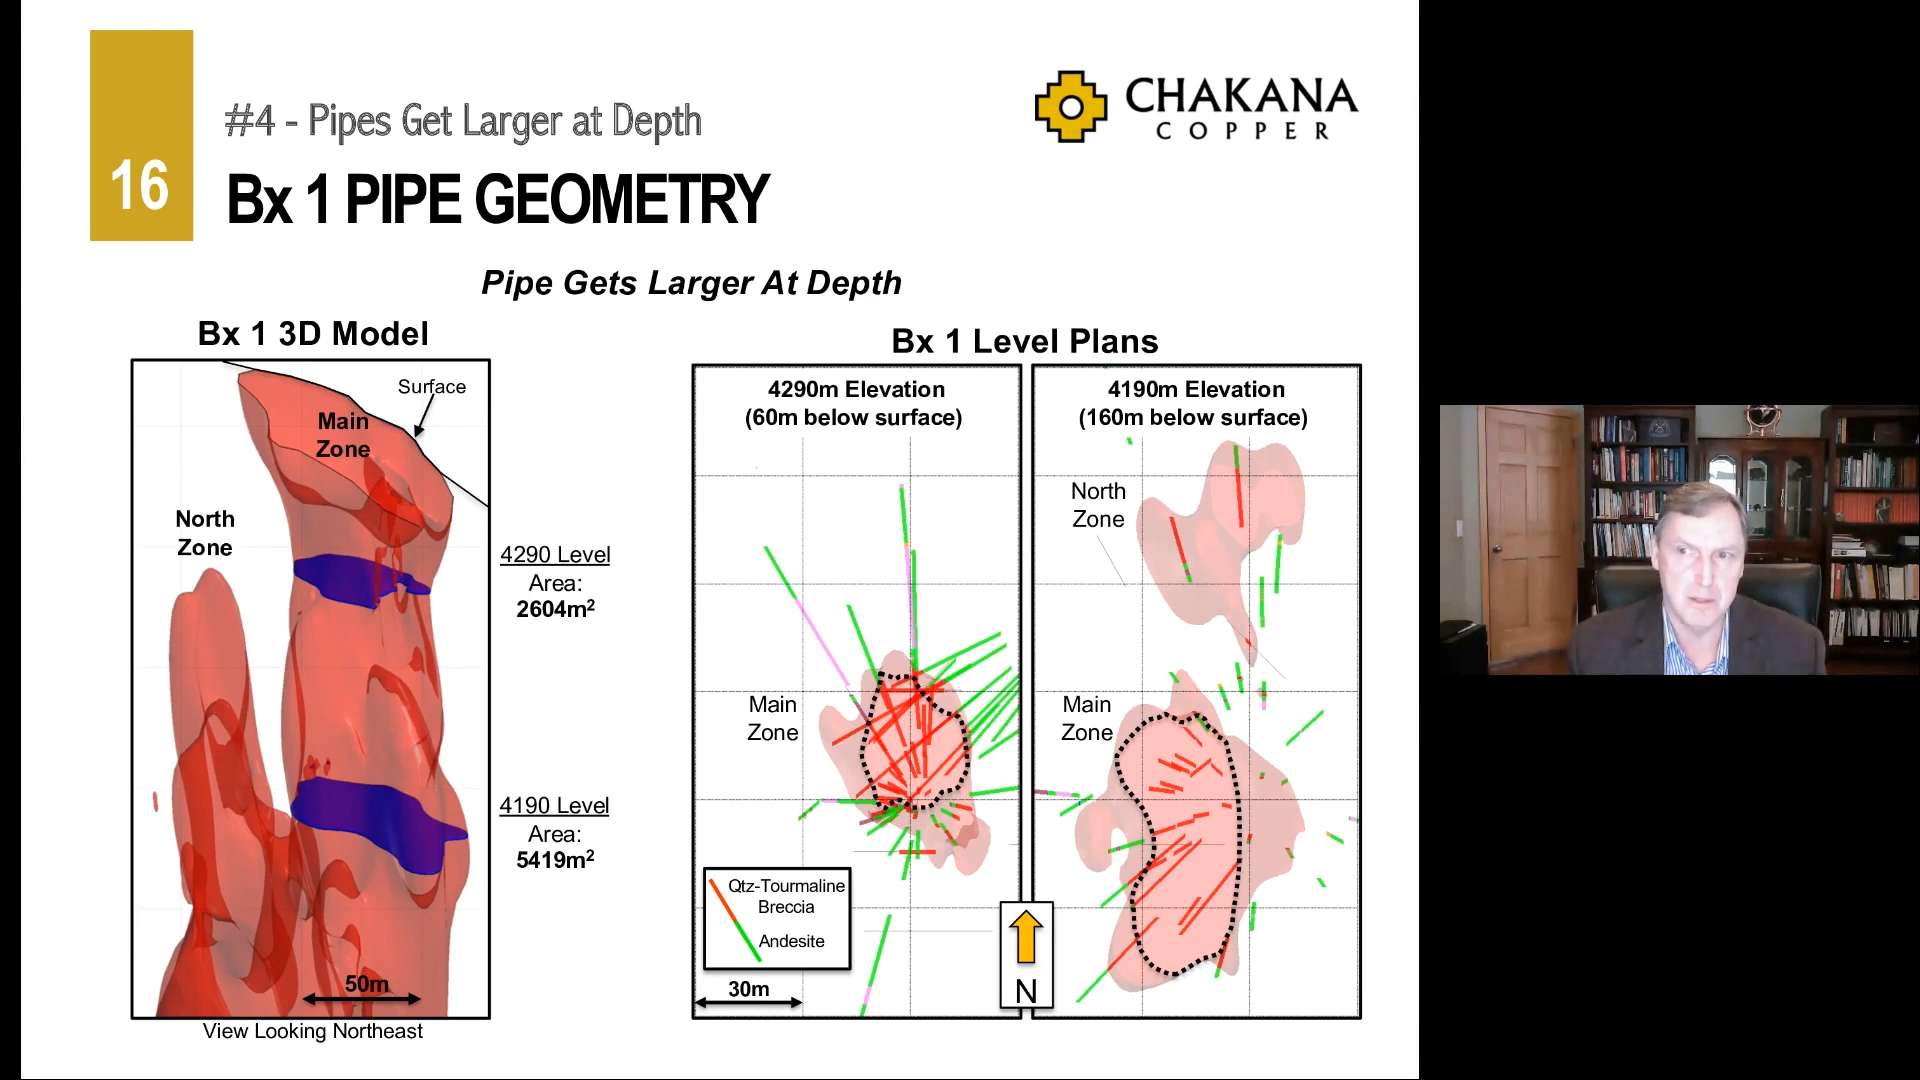 16
#4 - Pipes Get Larger at Depth
Bx 1 PIPE GEOMETRY
CHAKANA
COPPER
Pipe Gets Larger At Depth
Bx 1 3D Model
Surface
Main
Zone
North
Zone
50m
View Looking Northeast
4290 Level
Area:
2604m²
4190 Level
Area:
5419m²
Bx 1 Level Plans
4290m Elevation
(60m below surface)
Main
Zone
Qtz-Tourmaline
Breccia
Andesite
30m
N
4190m Elevation
(160m below surface)
North
Zone
Main
Zone